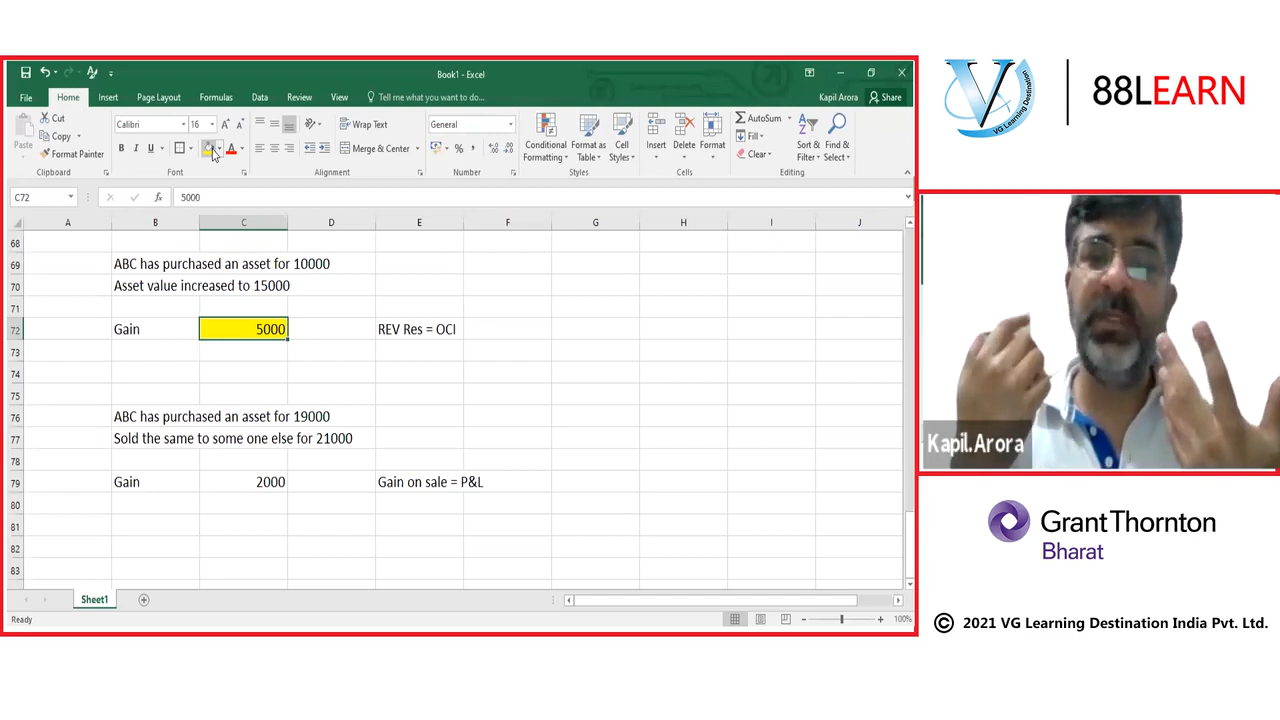 Book1 - Excel
File Home Insert Page Layout Formulas Data Review View Tell me what you want to do... Kapil Arora Share
Paste Cut Copy Format Painter
Calibri 16 Wrap Text Merge & Center General
Conditional Formatting Format as Table Cell Styles Insert Delete Format
AutoSum Fill Clear Sort & Filter Find & Select
Clipboard Font Alignment Number Styles Cells Editing
C72 fx 5000
A B C D E F G H I J
68
69 ABC has purchased an asset for 10000
70 Asset value increased to 15000
71
72 Gain 5000 REV Res = OCI
73
74
75
76 ABC has purchased an asset for 19000
77 Sold the same to some one else for 21000
78
79 Gain 2000 Gain on sale = P&L
80
81
82
83
Sheet1
Ready 100%
V
VG Learning Destination
88LEARN
Kapil.Arora
Grant Thornton
Bharat
© 2021 VG Learning Destination India Pvt. Ltd.